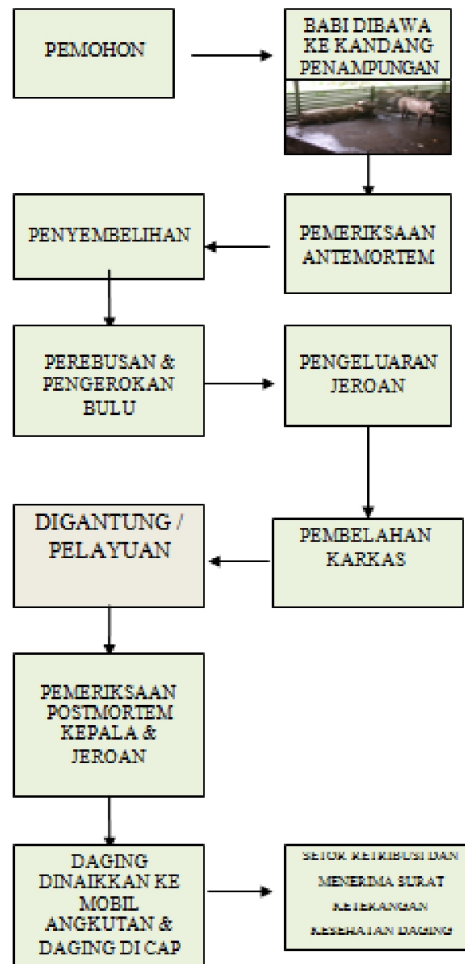 PEMOHON
BABI DIBAWA
KE KANDANG
PENAMPUNGAN
PEMERIKSAAN
ANTEMORTEM
PENYEMBELIHAN
PEREBUSAN &
PENGEROKAN
BULU
PENGELUARAN
JEROAN
PEMBELAHAN
KARKAS
DIGANTUNG /
PELAYUAN
PEMERIKSAAN
POSTMORTEM
KEPALA &
JEROAN
DAGING
DINAIKKAN KE
MOBIL
ANGKUTAN &
DAGING DI CAP
SETOR RETRIBUSI DAN
MENERIMA SURAT
KETERANGAN
KESEHATAN DAGING